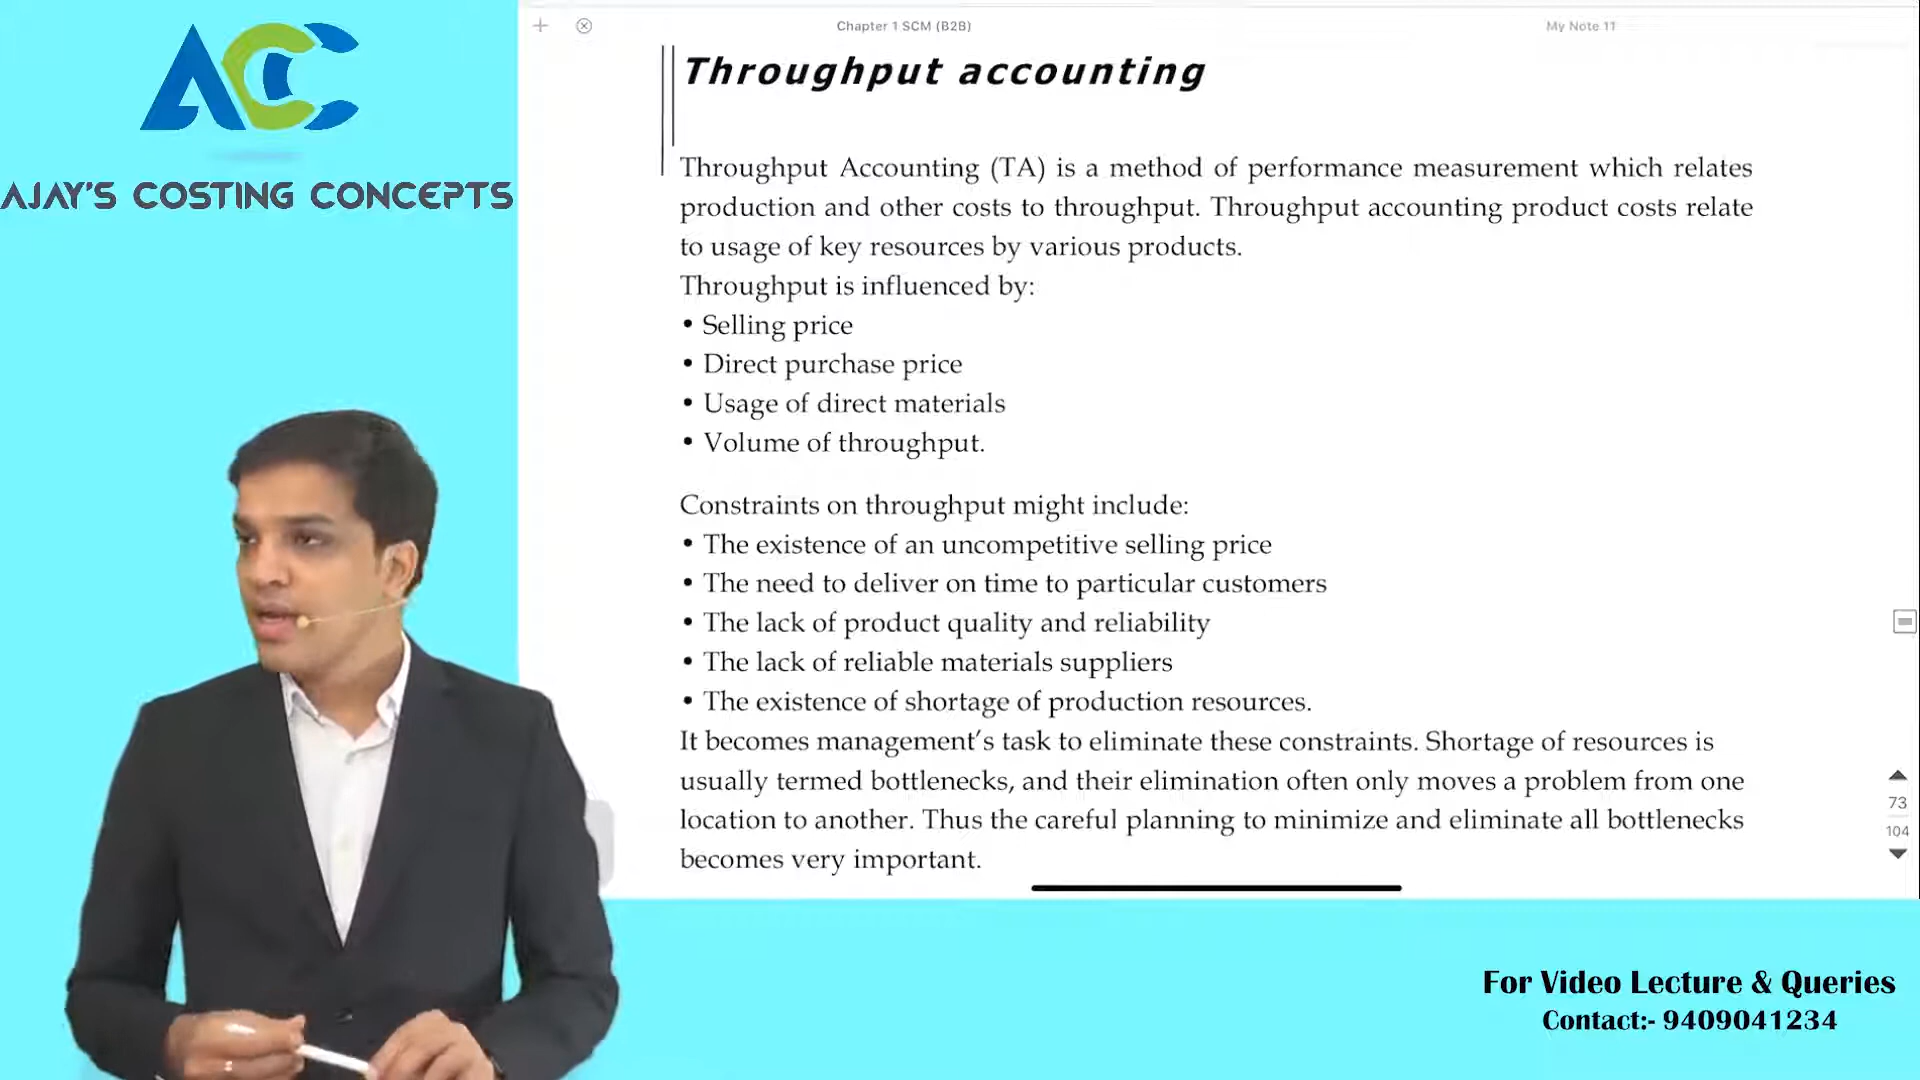 ACC
AJAY'S COSTING CONCEPTS
Chapter 1 SCM (B2B)
My Note 11
Throughput accounting
Throughput Accounting (TA) is a method of performance measurement which relates
production and other costs to throughput. Throughput accounting product costs relate
to usage of key resources by various products.
Throughput is influenced by:
• Selling price
• Direct purchase price
• Usage of direct materials
• Volume of throughput.
Constraints on throughput might include:
• The existence of an uncompetitive selling price
• The need to deliver on time to particular customers
• The lack of product quality and reliability
• The lack of reliable materials suppliers
• The existence of shortage of production resources.
It becomes management's task to eliminate these constraints. Shortage of resources is
usually termed bottlenecks, and their elimination often only moves a problem from one
location to another. Thus the careful planning to minimize and eliminate all bottlenecks
becomes very important.
73
104
For Video Lecture & Queries
Contact:- 9409041234